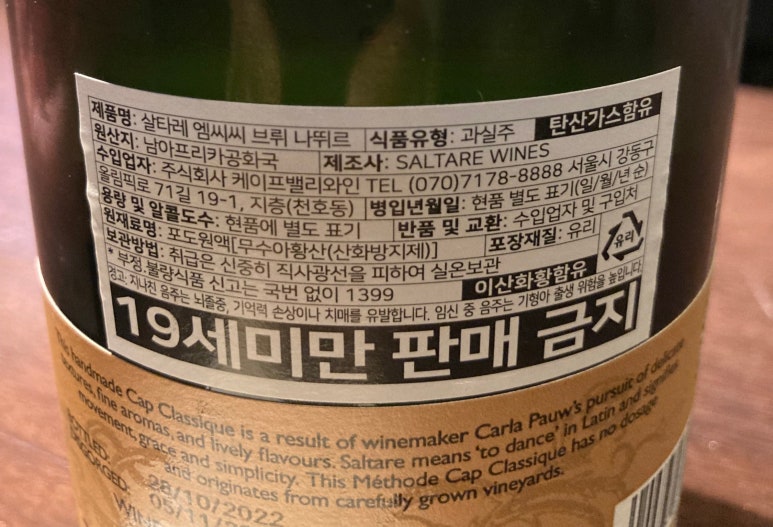 제품명: 살타레 엠씨씨 브뤼 나뛰르 식품유형: 과실주 탄산가스함유
원산지: 남아프리카공화국 제조사: SALTARE WINES
수입업자: 주식회사 케이프밸리와인 TEL (070)7178-8888 서울시 강동구
올림픽로 71길 19-1, 지층(천호동) 병입년월일: 현품 별도 표기(일/월/년 순)
용량 및 알콜도수: 현품에 별도 표기 반품 및 교환: 수입업자 및 구입처
원재료명: 포도원액[무수아황산(산화방지제)] 포장재질: 유리 유리
보관방법: 취급은 신중히 직사광선을 피하여 실온보관
* 부정.불량식품 신고는 국번 없이 1399 이산화황함유
경고: 지나친 음주는 뇌졸중, 기억력 손상이나 치매를 유발합니다. 임신 중 음주는 기형아 출생 위험을 높입니다.
19세미만 판매 금지
This handmade Cap Classique is a result of winemaker Carla Pauw's pursuit of delicate
textures, fine aromas, and lively flavours. Saltare means 'to dance' in Latin and signifies
movement, grace and simplicity. This Méthode Cap Classique has no dosage
and originates from carefully grown vineyards.
BOTTLED: 28/10/2022
DISGORGED: 05/11/